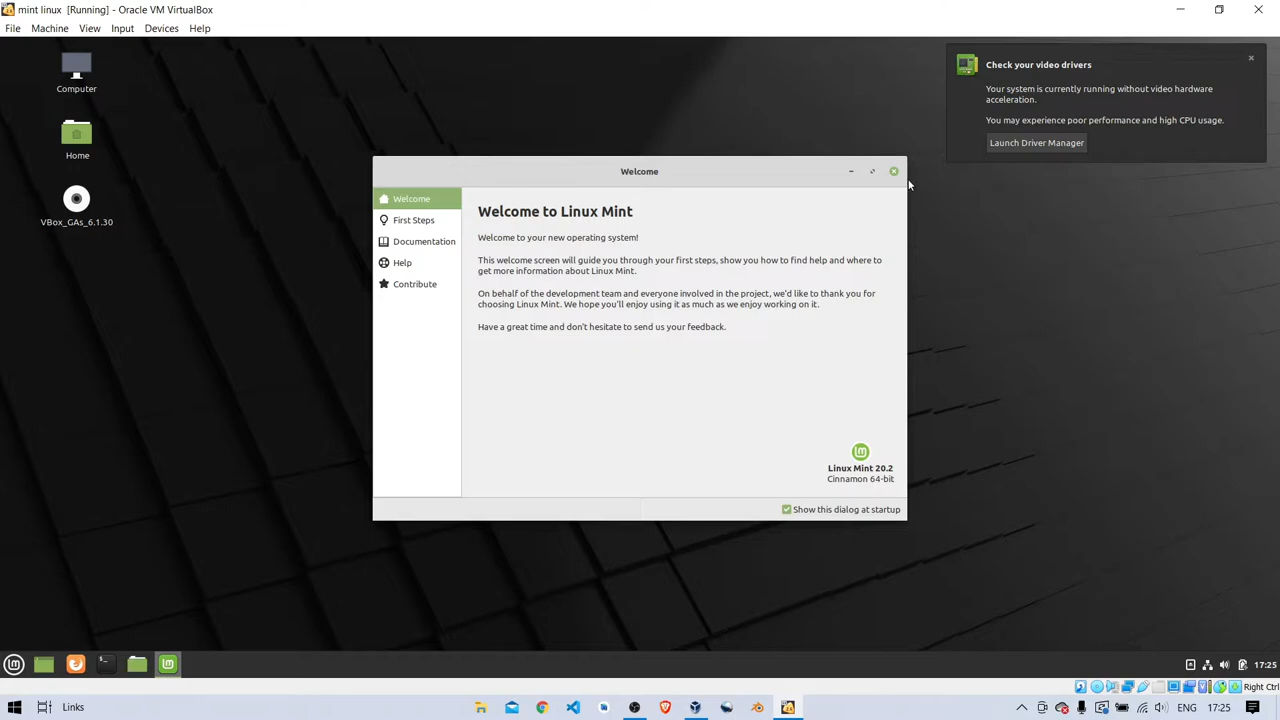 mint linux [Running] - Oracle VM VirtualBox
File Machine View Input Devices Help
Computer
Home
VBox_GAs_6.1.30
Check your video drivers
Your system is currently running without video hardware
acceleration.
You may experience poor performance and high CPU usage.
Launch Driver Manager
Welcome
Welcome
First Steps
Documentation
Help
Contribute
Welcome to Linux Mint
Welcome to your new operating system!
This welcome screen will guide you through your first steps, show you how to find help and where to
get more information about Linux Mint.
On behalf of the development team and everyone involved in the project, we'd like to thank you for
choosing Linux Mint. We hope you'll enjoy using it as much as we enjoy working on it.
Have a great time and don't hesitate to send us your feedback.
Linux Mint 20.2
Cinnamon 64-bit
Show this dialog at startup
17:25
Right Ctrl
Links
ENG 17:25